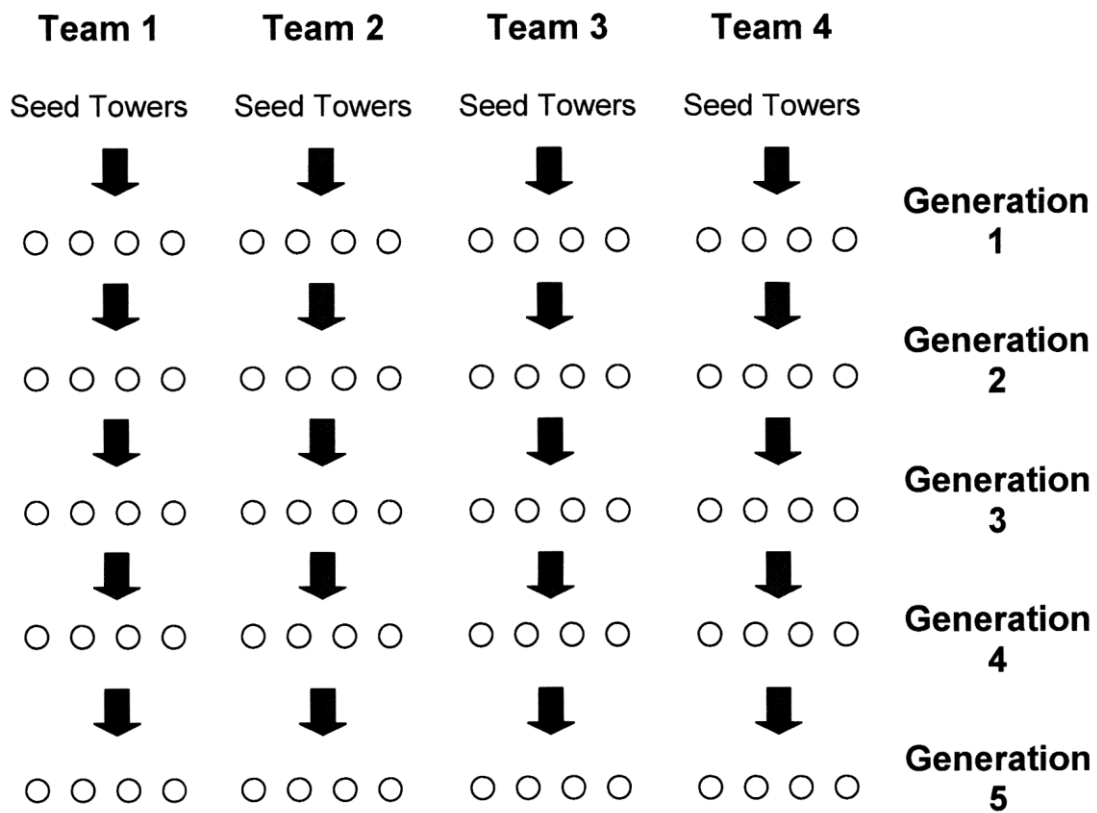 Team 1 Team 2 Team 3 Team 4
Seed Towers Seed Towers Seed Towers Seed Towers
Generation
1
Generation
2
Generation
3
Generation
4
Generation
5